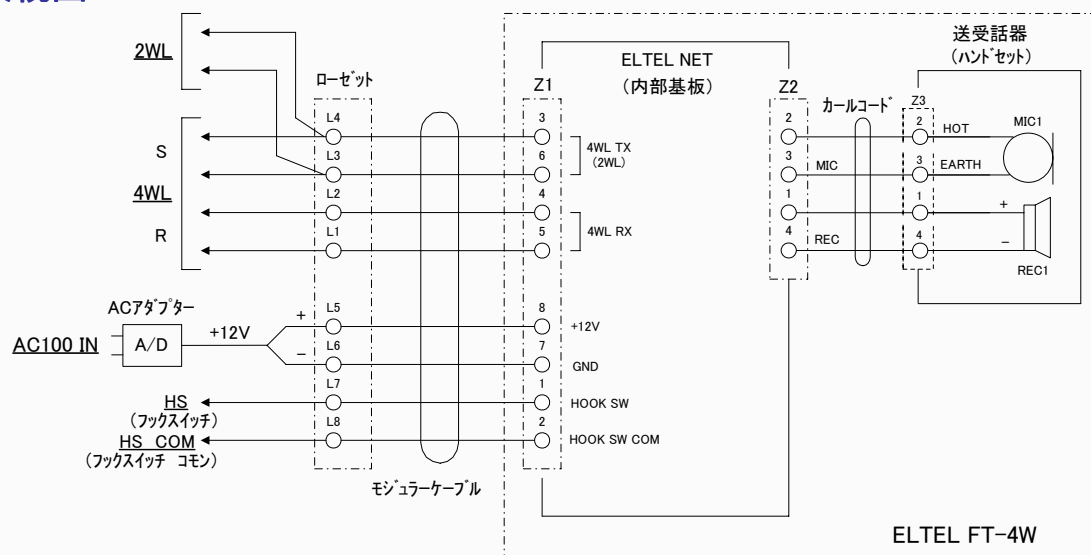 2WL
S
4WL
R
ACアダプター
AC100 IN
A/D
+12V
+
−
HS
(フックスイッチ)
HS COM
(フックスイッチ コモン)
ローゼット
L4
L3
L2
L1
L5
L6
L7
L8
モジュラーケーブル
Z1
3
6
4
5
8
7
1
2
4WL TX
(2WL)
4WL RX
+12V
GND
HOOK SW
HOOK SW COM
ELTEL NET
(内部基板)
Z2
2
3
1
4
MIC
REC
カールコード
送受話器
(ハンドセット)
Z3
2
3
1
4
HOT
EARTH
+
−
MIC1
REC1
ELTEL FT-4W